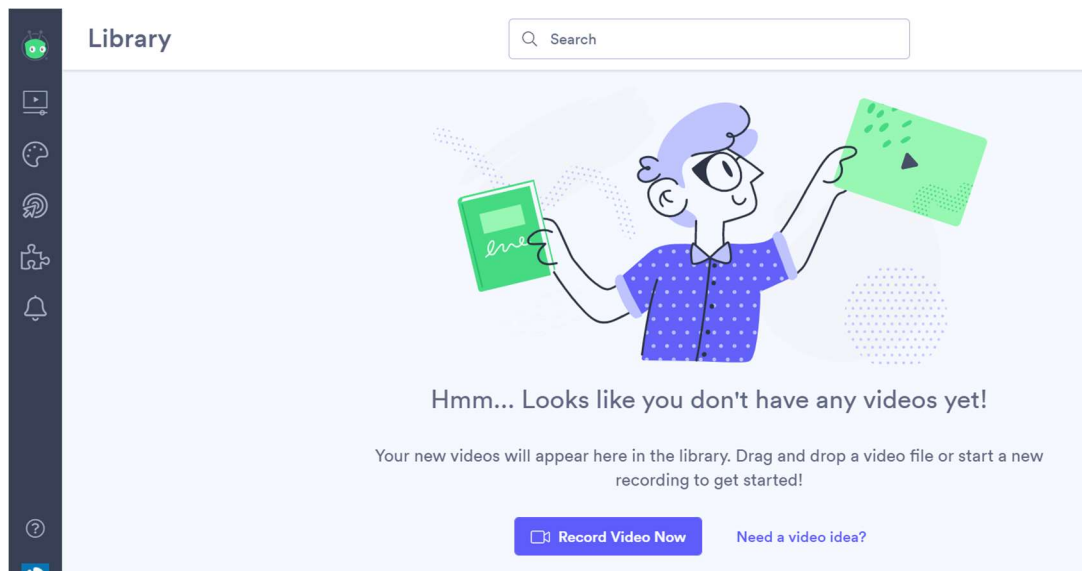 Library
Search
Hmm... Looks like you don't have any videos yet!
Your new videos will appear here in the library. Drag and drop a video file or start a new
recording to get started!
Record Video Now
Need a video idea?